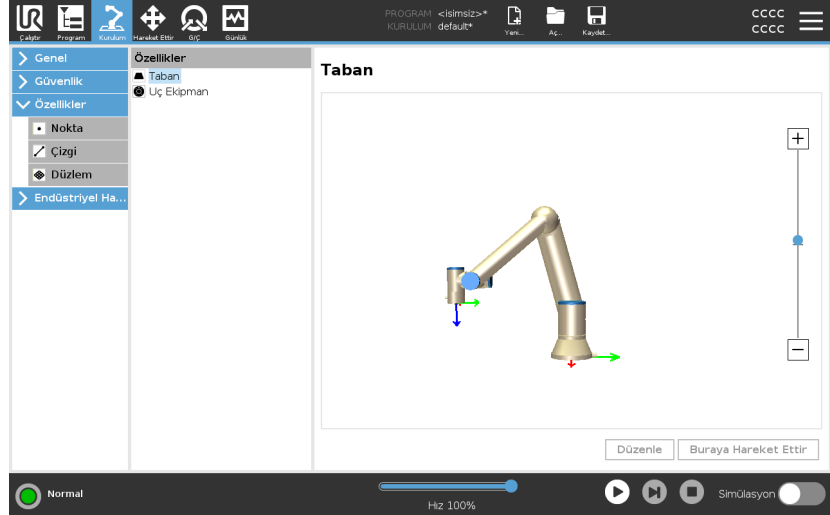 UR
PROGRAM <isimsiz>*
KURULUM default*
Çalıştır
Program
Kurulum
Hareket Ettir
G/Ç
Günlük
Yeni...
Aç...
Kaydet...
CCCC
CCCC
Genel
Güvenlik
Özellikler
Nokta
Çizgi
Düzlem
Endüstriyel Ha...
Özellikler
Taban
Uç Ekipman
Taban
+
−
Düzenle
Buraya Hareket Ettir
Normal
Hız 100%
Simülasyon